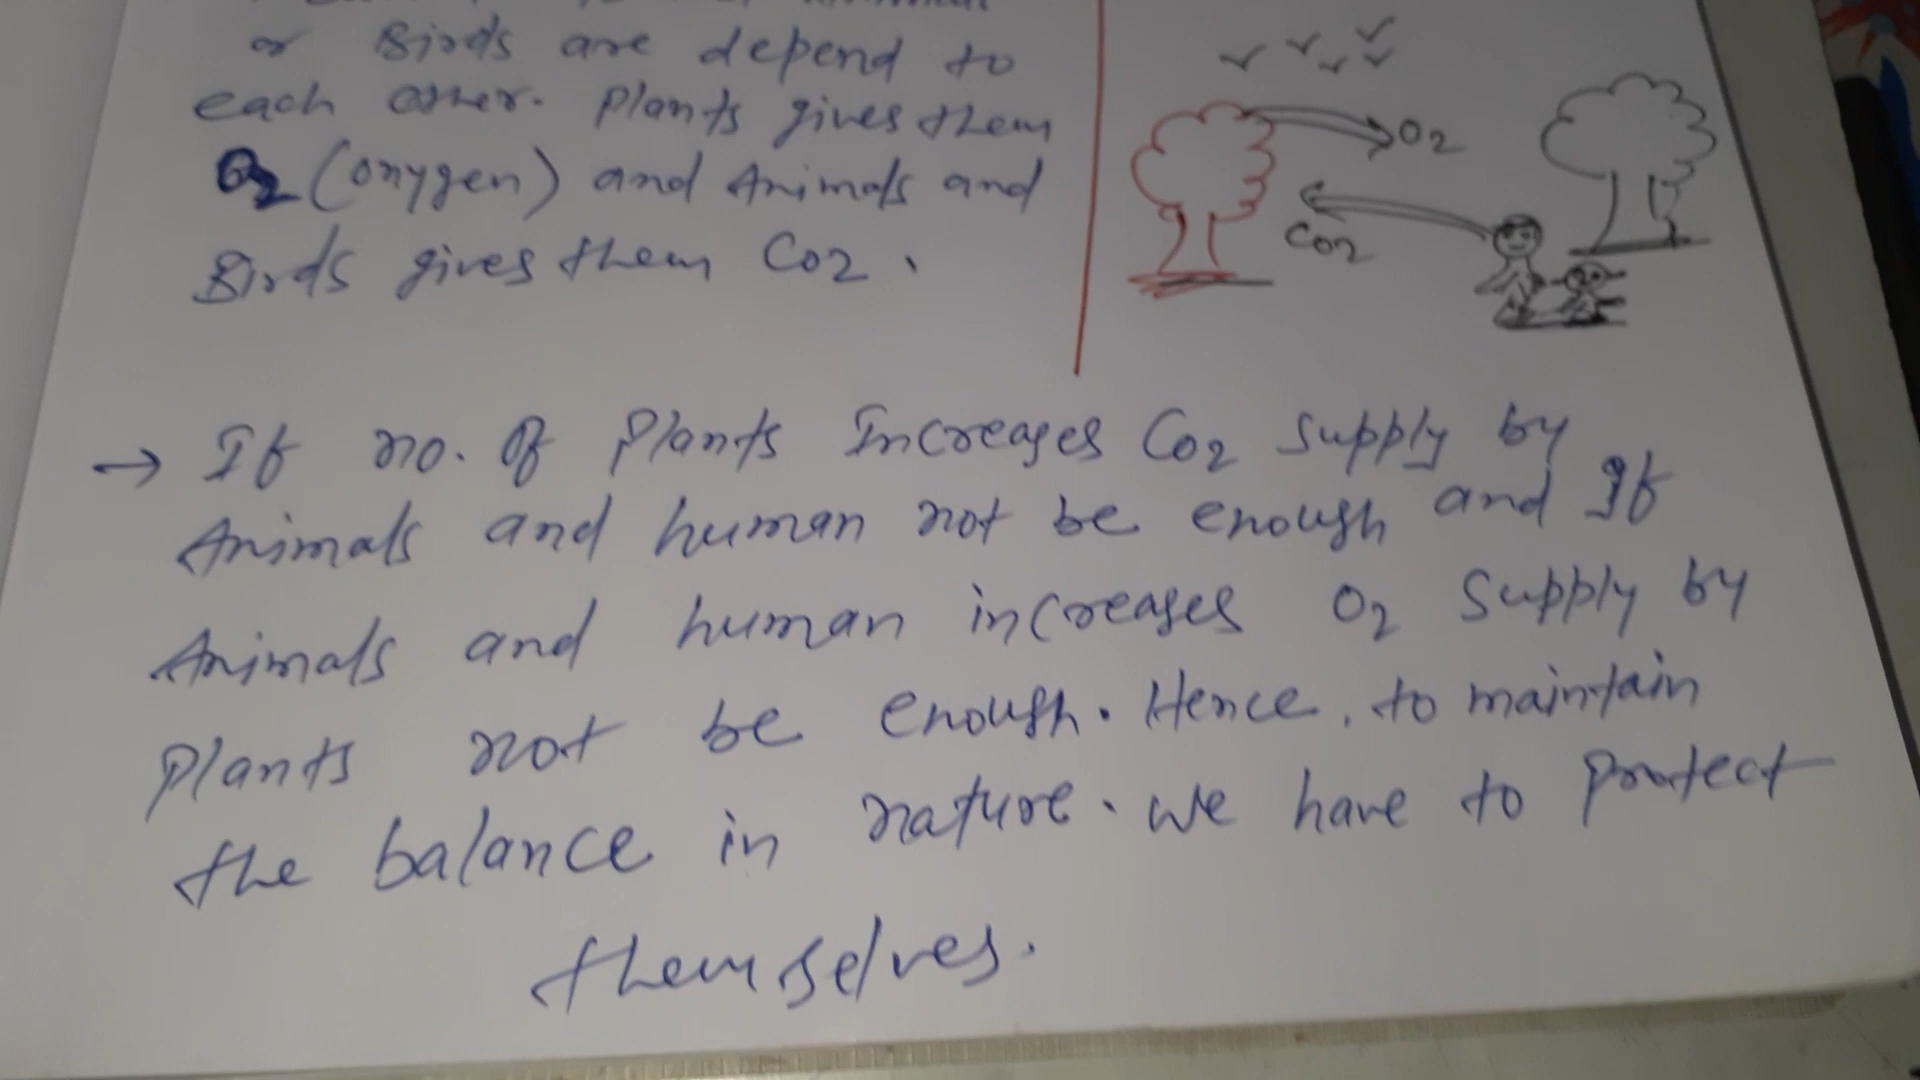 or Birds are depend to
each other. Plants gives them
O2 (oxygen) and Animals and
Birds gives them Co2.
O2
Co2
→ If no. of Plants Increases Co2 supply by
Animals and human not be enough and If
Animals and human increases O2 supply by
Plants not be enough. Hence, to maintain
the balance in nature. We have to protect
themselves.